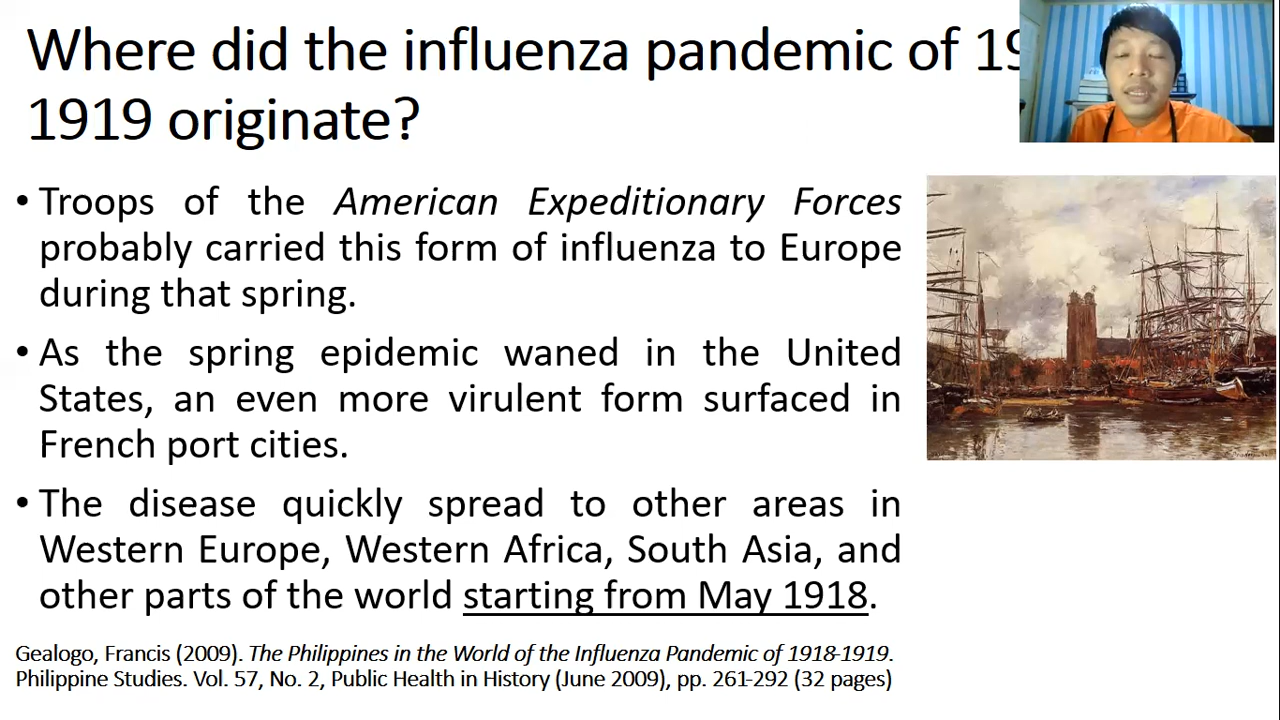 Where did the influenza pandemic of
1919 originate?
• Troops of the American Expeditionary Forces
probably carried this form of influenza to Europe
during that spring.
• As the spring epidemic waned in the United
States, an even more virulent form surfaced in
French port cities.
• The disease quickly spread to other areas in
Western Europe, Western Africa, South Asia, and
other parts of the world starting from May 1918.
Gealogo, Francis (2009). The Philippines in the World of the Influenza Pandemic of 1918-1919.
Philippine Studies. Vol. 57, No. 2, Public Health in History (June 2009), pp. 261-292 (32 pages)